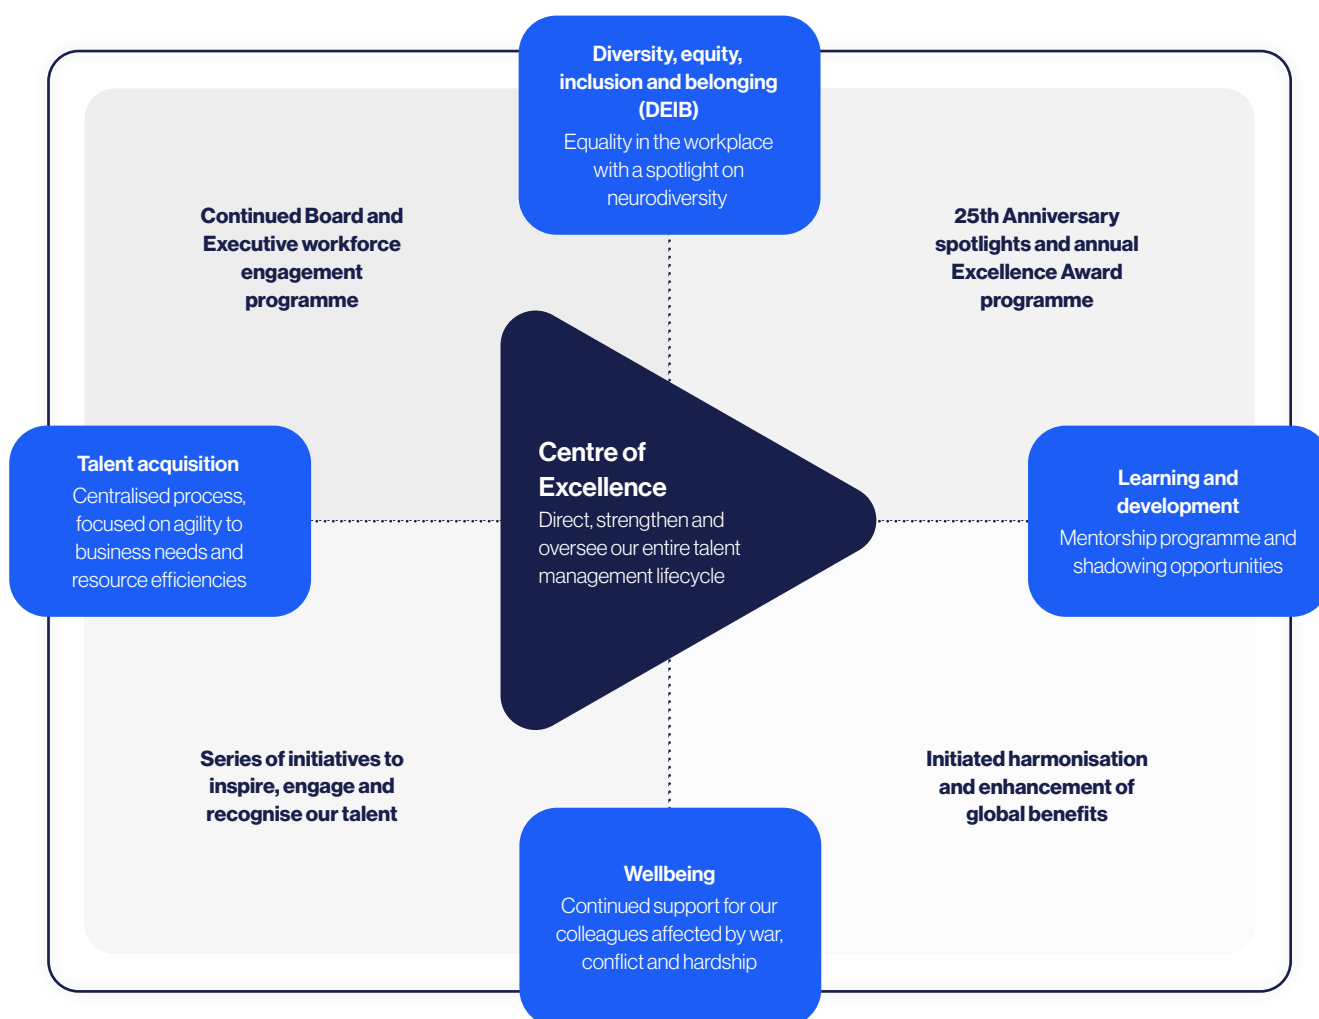 Diversity, equity,
inclusion and belonging
(DEIB)
Equality in the workplace
with a spotlight on
neurodiversity
Continued Board and
Executive workforce
engagement
programme
25th Anniversary
spotlights and annual
Excellence Award
programme
Talent acquisition
Centralised process,
focused on agility to
business needs and
resource efficiencies
Centre of
Excellence
Direct, strengthen and
oversee our entire talent
management lifecycle
Learning and
development
Mentorship programme and
shadowing opportunities
Series of initiatives to
inspire, engage and
recognise our talent
Initiated harmonisation
and enhancement of
global benefits
Wellbeing
Continued support for our
colleagues affected by war,
conflict and hardship